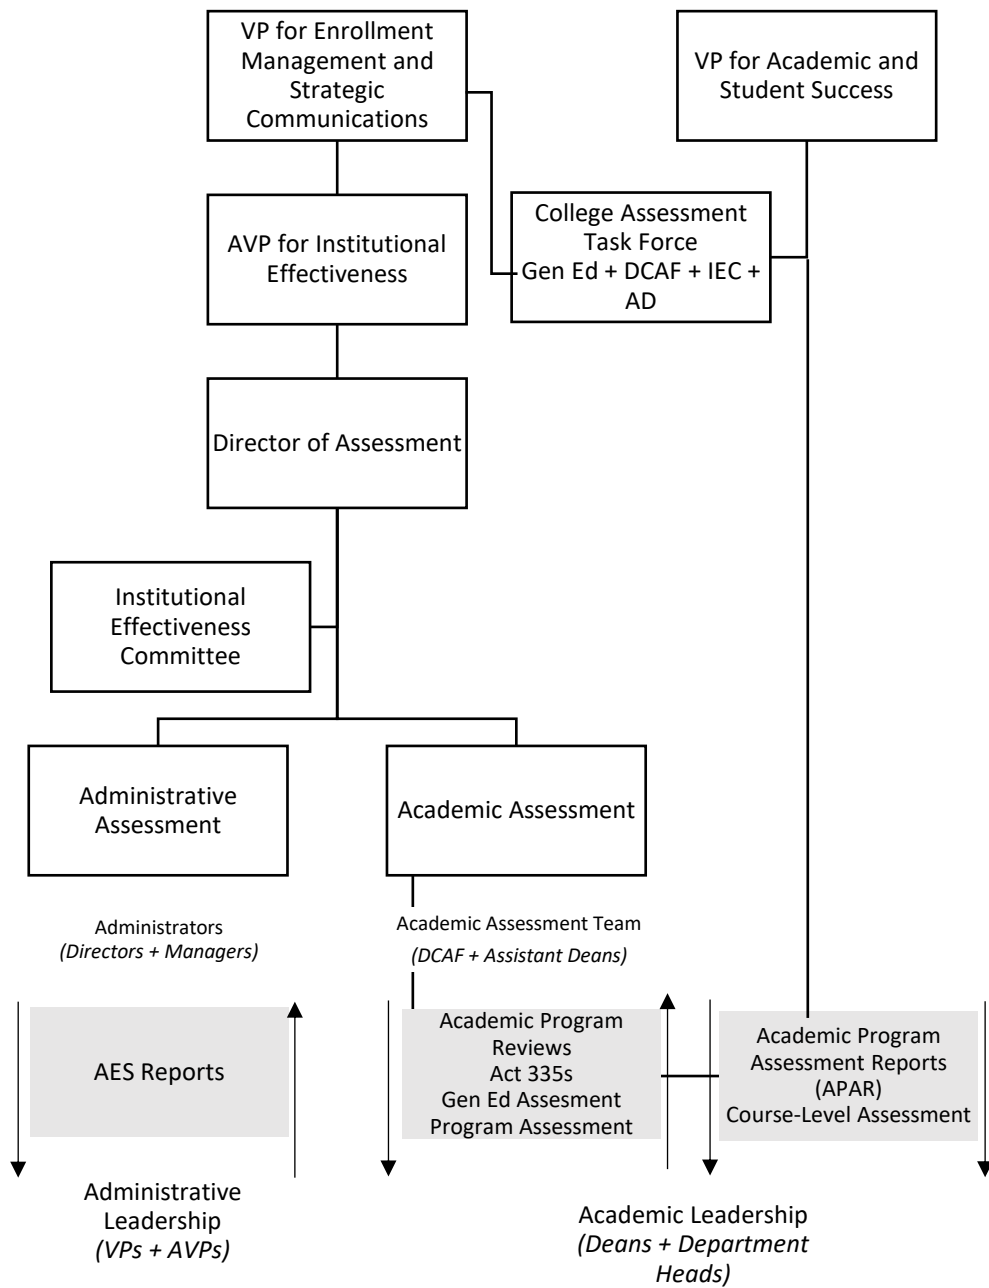 VP for Enrollment
Management and
Strategic
Communications
VP for Academic and
Student Success
AVP for Institutional
Effectiveness
College Assessment
Task Force
Gen Ed + DCAF + IEC +
AD
Director of Assessment
Institutional
Effectiveness
Committee
Administrative
Assessment
Academic Assessment
Administrators
(Directors + Managers)
Academic Assessment Team
(DCAF + Assistant Deans)
AES Reports
Academic Program
Reviews
Act 335s
Gen Ed Assesment
Program Assessment
Academic Program
Assessment Reports
(APAR)
Course-Level Assessment
Administrative
Leadership
(VPs + AVPs)
Academic Leadership
(Deans + Department
Heads)